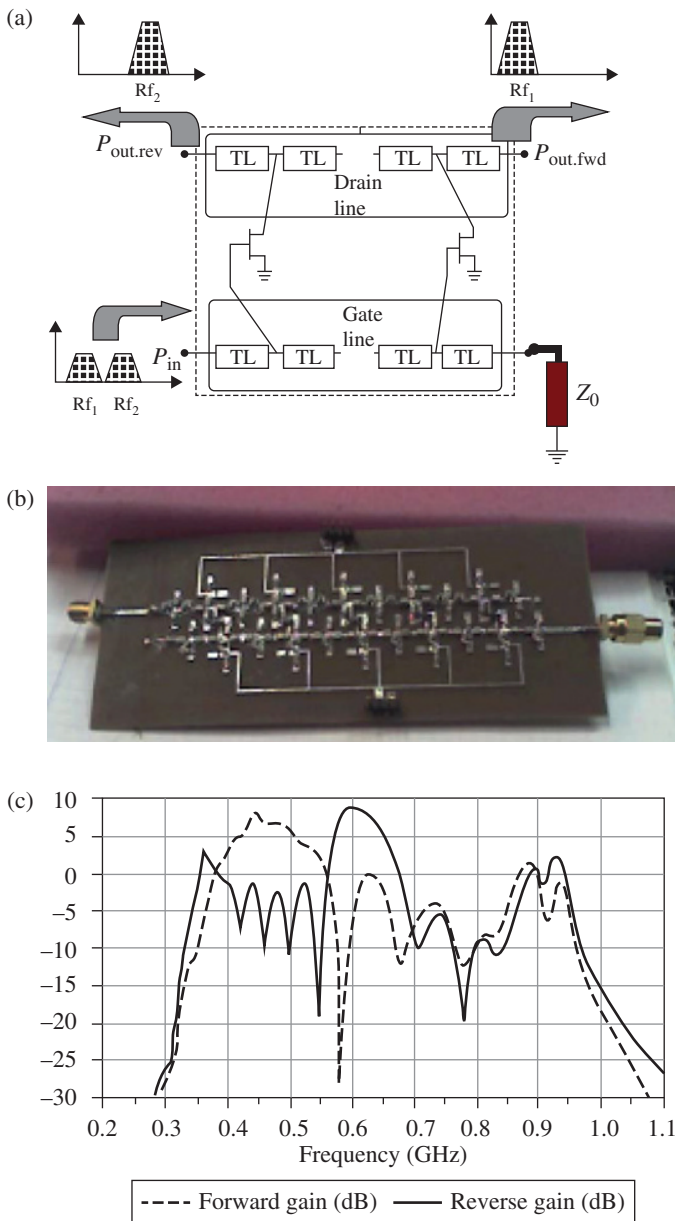 (a)
Rf2
Rf1
Pout.rev
TL TL TL TL
Pout.fwd
Drain
line
Gate
line
Pin
TL TL TL TL
Rf1 Rf2
Z0
(b)
(c)
10
5
0
−5
−10
−15
−20
−25
−30
0.2 0.3 0.4 0.5 0.6 0.7 0.8 0.9 1.0 1.1
Frequency (GHz)
Forward gain (dB) Reverse gain (dB)